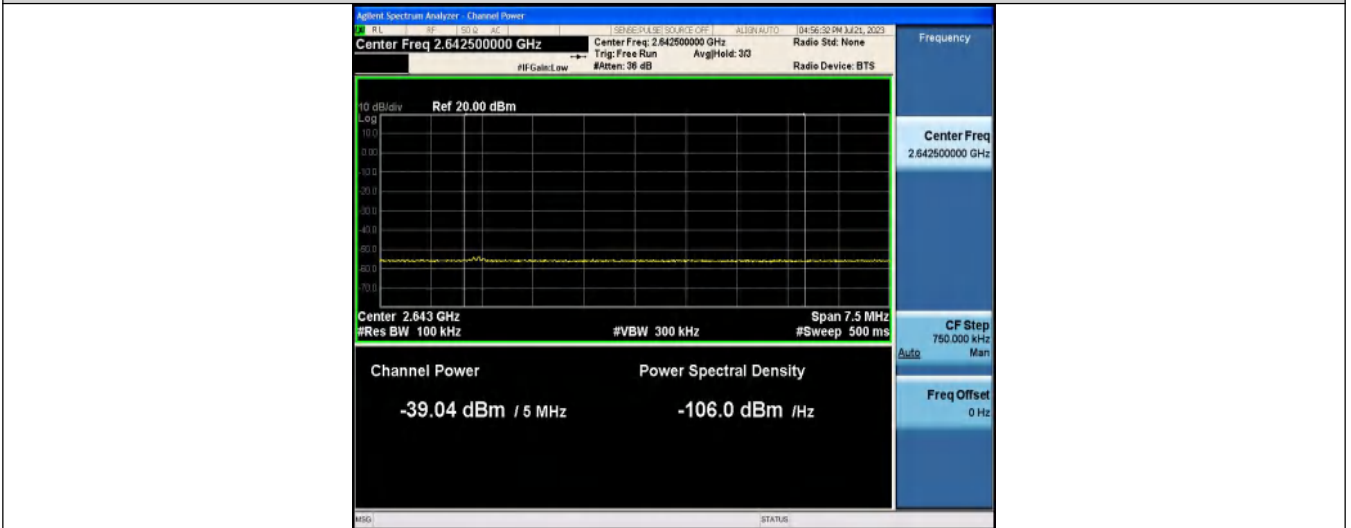 Agilent Spectrum Analyzer - Channel Power
RL RF 50 Ω AC SENSE:PULSE SOURCE OFF ALIGN AUTO 04:56:32 PM Jul 21, 2023
Center Freq 2.642500000 GHz
Center Freq: 2.642500000 GHz
Radio Std: None
Trig: Free Run Avg|Hold: 3/3
#IFGain:Low #Atten: 36 dB Radio Device: BTS
Frequency
10 dB/div Ref 20.00 dBm
Log
10.0
0.00
-10.0
-20.0
-30.0
-40.0
-50.0
-60.0
-70.0
Center 2.643 GHz Span 7.5 MHz
#Res BW 100 kHz #VBW 300 kHz #Sweep 500 ms
Channel Power Power Spectral Density
-39.04 dBm / 5 MHz -106.0 dBm /Hz
Center Freq
2.642500000 GHz
CF Step
750.000 kHz
Auto Man
Freq Offset
0 Hz
MSG STATUS